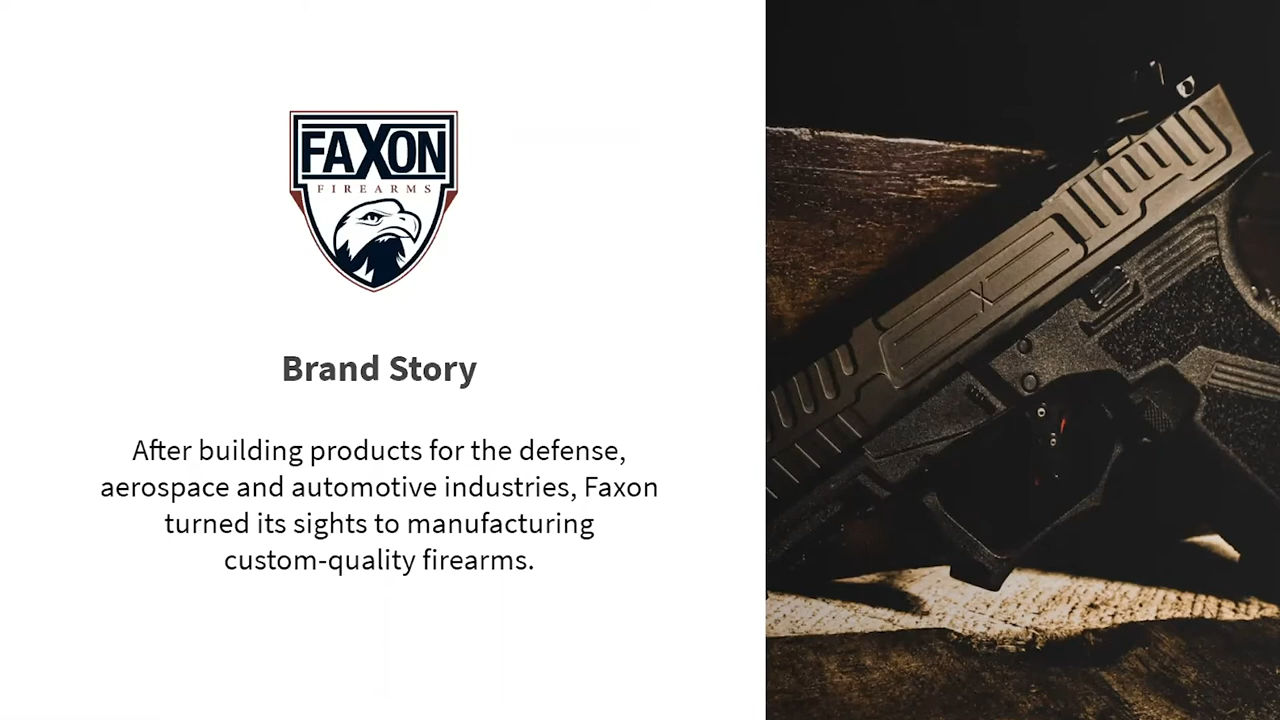 FAXON
FIREARMS
Brand Story
After building products for the defense,
aerospace and automotive industries, Faxon
turned its sights to manufacturing
custom-quality firearms.
X